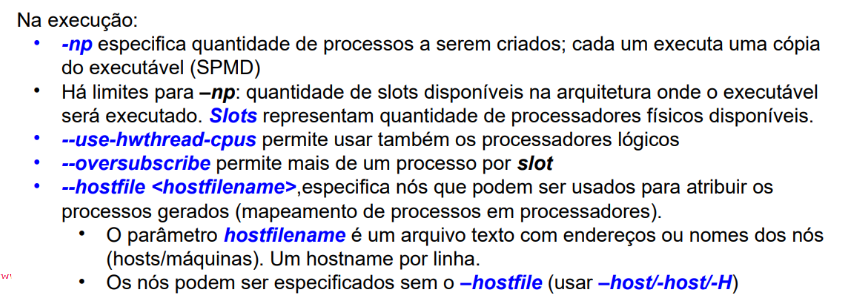 Na execução:
• -np especifica quantidade de processos a serem criados; cada um executa uma cópia
do executável (SPMD)
• Há limites para –np: quantidade de slots disponíveis na arquitetura onde o executável
será executado. Slots representam quantidade de processadores físicos disponíveis.
• --use-hwthread-cpus permite usar também os processadores lógicos
• --oversubscribe permite mais de um processo por slot
• --hostfile <hostfilename>,especifica nós que podem ser usados para atribuir os
processos gerados (mapeamento de processos em processadores).
• O parâmetro hostfilename é um arquivo texto com endereços ou nomes dos nós
(hosts/máquinas). Um hostname por linha.
• Os nós podem ser especificados sem o –hostfile (usar –host/-host/-H)